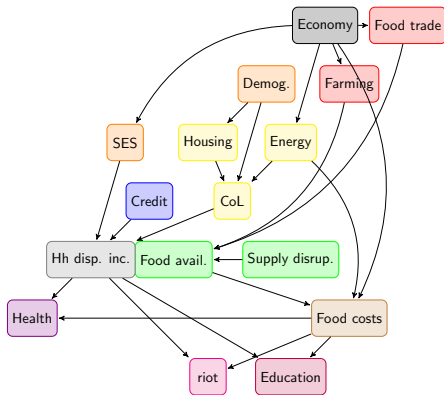 Economy
Food trade
Demog.
Farming
SES
Housing
Energy
Credit
CoL
Hh disp. inc.
Food avail.
Supply disrup.
Health
Food costs
riot
Education